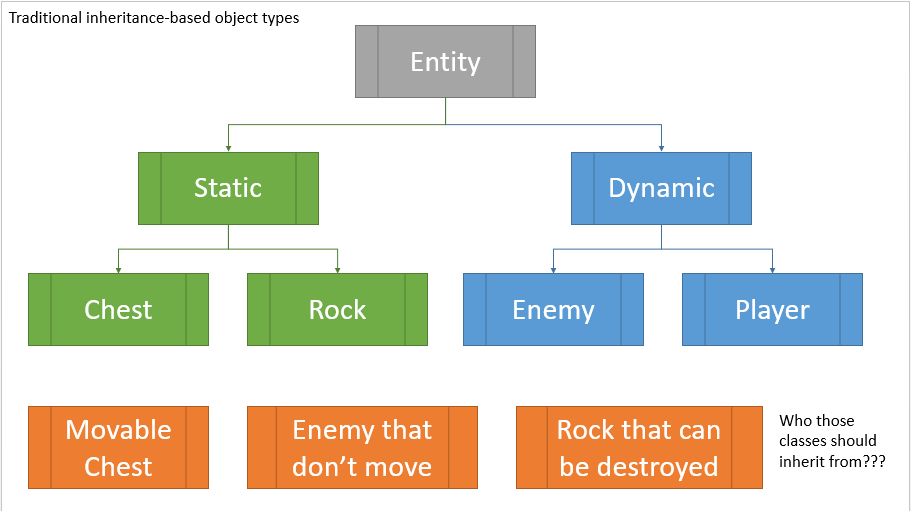 Traditional inheritance-based object types
Entity
Static
Dynamic
Chest
Rock
Enemy
Player
Movable
Chest
Enemy that
don’t move
Rock that can
be destroyed
Who those
classes should
inherit from???